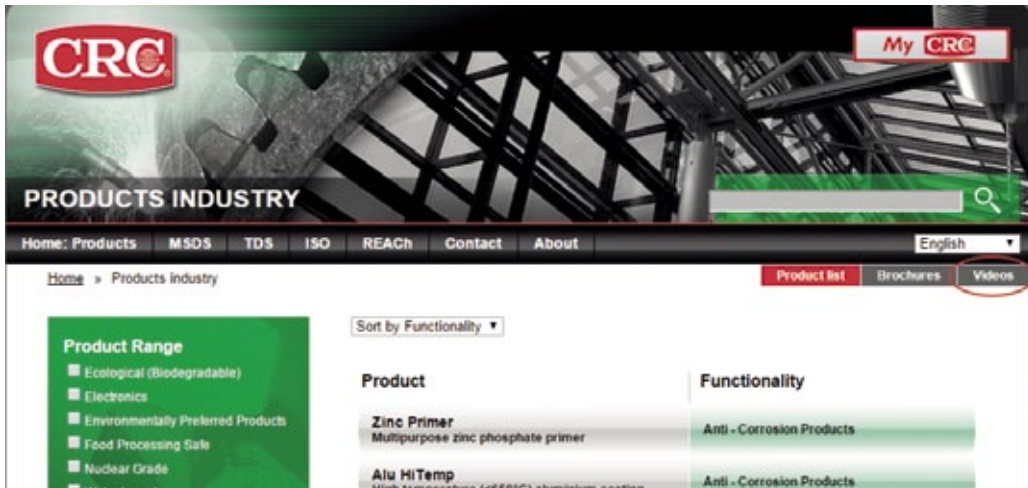 CRC
My CRC
PRODUCTS INDUSTRY
Home: Products MSDS TDS ISO REACh Contact About English
Home » Products industry Product list Brochures Videos
Sort by Functionality
Product Range
Ecological (Biodegradable)
Electronics
Environmentally Preferred Products
Food Processing Safe
Nuclear Grade
Product Functionality
Zinc Primer
Multipurpose zinc phosphate primer
Anti - Corrosion Products
Alu HiTemp
Anti - Corrosion Products